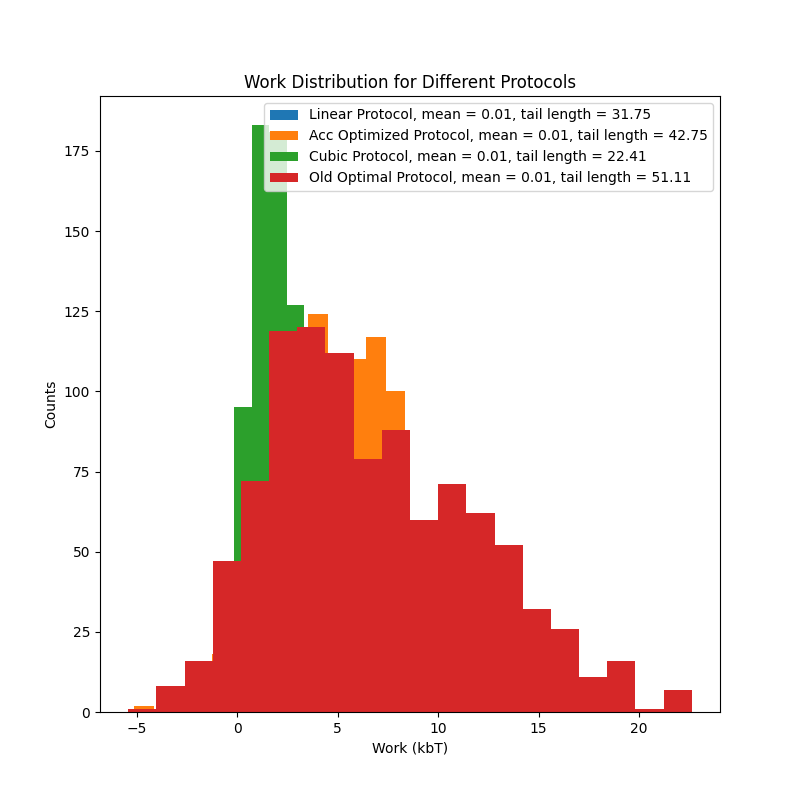 Work Distribution for Different Protocols
Linear Protocol, mean = 0.01, tail length = 31.75
Acc Optimized Protocol, mean = 0.01, tail length = 42.75
Cubic Protocol, mean = 0.01, tail length = 22.41
Old Optimal Protocol, mean = 0.01, tail length = 51.11
175
150
125
100
75
50
25
0
Counts
−5 0 5 10 15 20
Work (kbT)